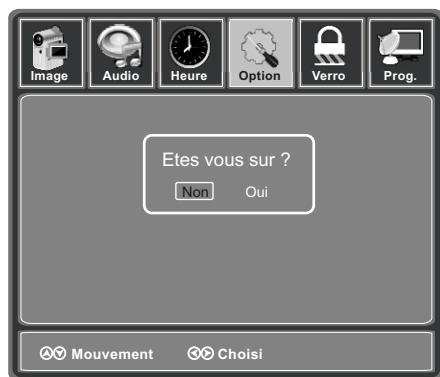 Image Audio Heure Option Verro Prog.
Etes vous sur ?
Non Oui
Mouvement Choisi